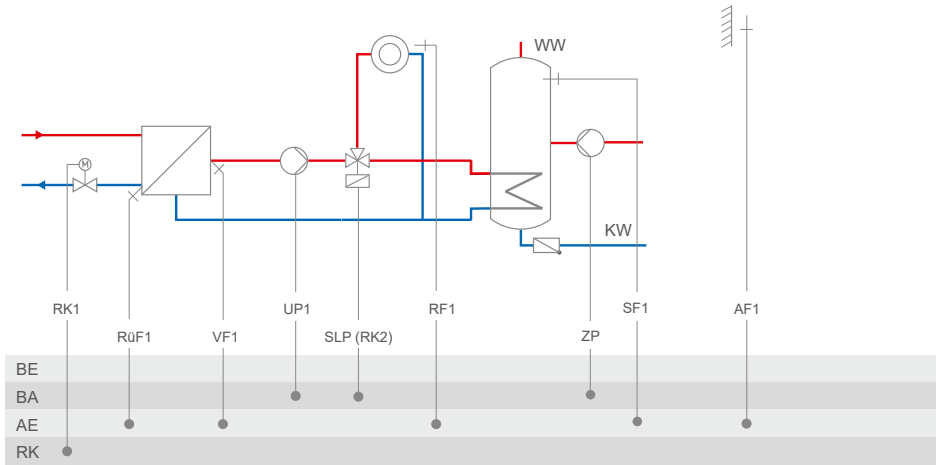 WW
M
KW
RK1
UP1
RF1
SF1
AF1
RüF1
VF1
SLP (RK2)
ZP
BE
BA
AE
RK